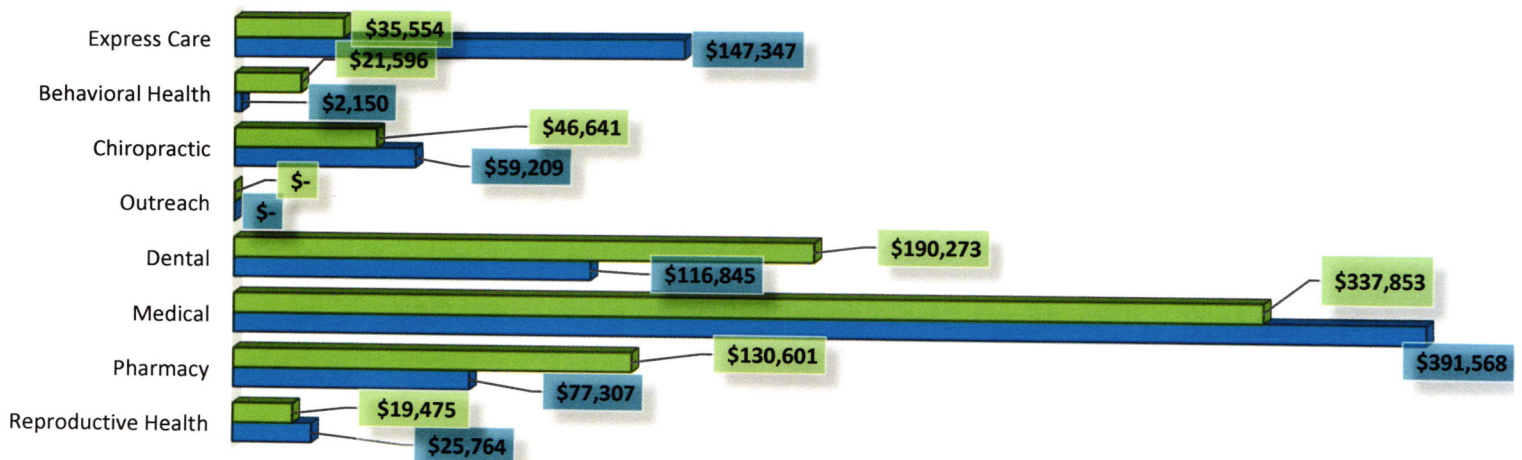 Express Care
$35,554
$147,347
Behavioral Health
$21,596
$2,150
Chiropractic
$46,641
$59,209
Outreach
$-
$-
Dental
$190,273
$116,845
Medical
$337,853
$391,568
Pharmacy
$130,601
$77,307
Reproductive Health
$19,475
$25,764